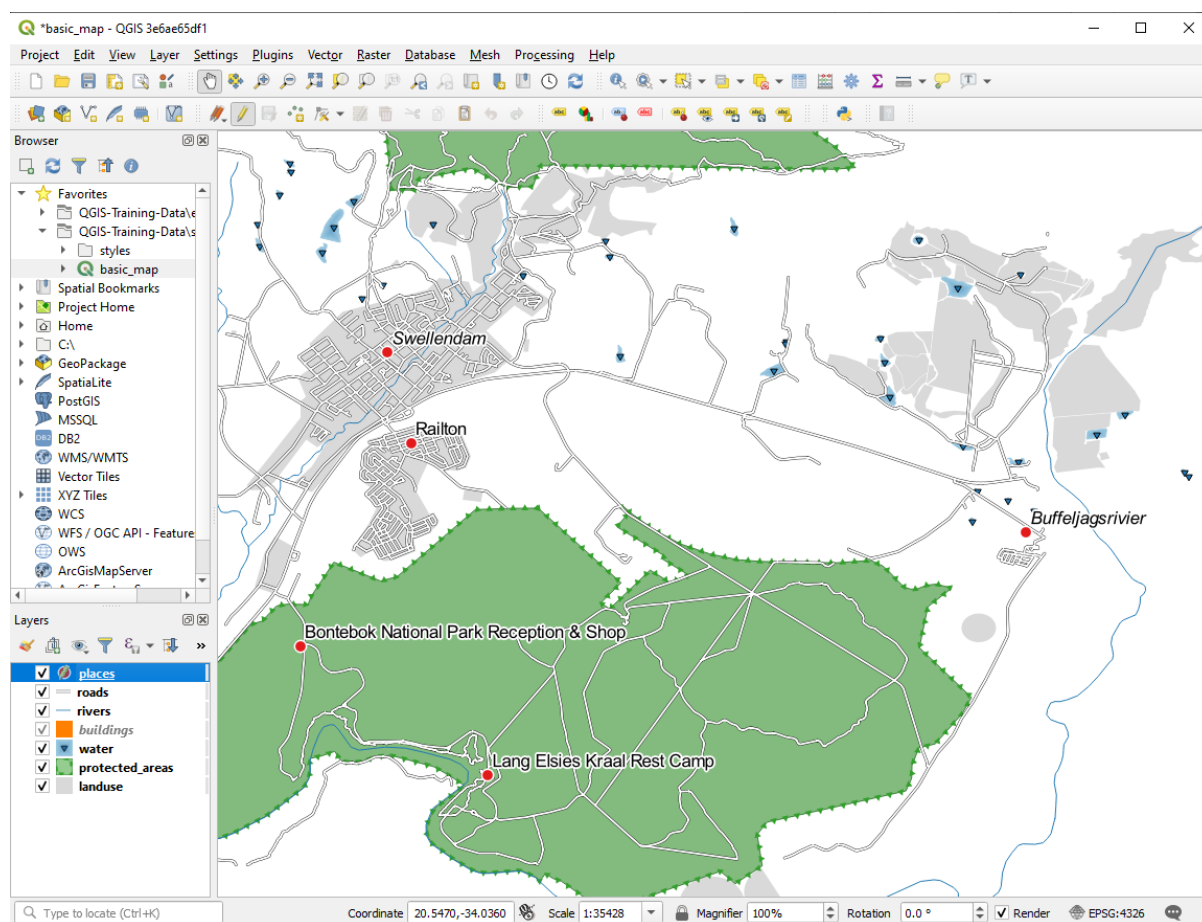 *basic_map - QGIS 3e6ae65df1
Project Edit View Layer Settings Plugins Vector Raster Database Mesh Processing Help
Browser
Favorites
QGIS-Training-Data\e
QGIS-Training-Data\s
styles
basic_map
Spatial Bookmarks
Project Home
Home
C:\
GeoPackage
SpatiaLite
PostGIS
MSSQL
DB2
DB2
WMS/WMTS
Vector Tiles
XYZ Tiles
WCS
WFS / OGC API - Feature
OWS
ArcGisMapServer
Layers
»
places
roads
rivers
buildings
water
protected_areas
landuse
Swellendam
Railton
Buffeljagsrivier
Bontebok National Park Reception & Shop
Lang Elsies Kraal Rest Camp
Type to locate (Ctrl+K) Coordinate 20.5470,-34.0360 Scale 1:35428 Magnifier 100% Rotation 0.0 ° Render EPSG:4326